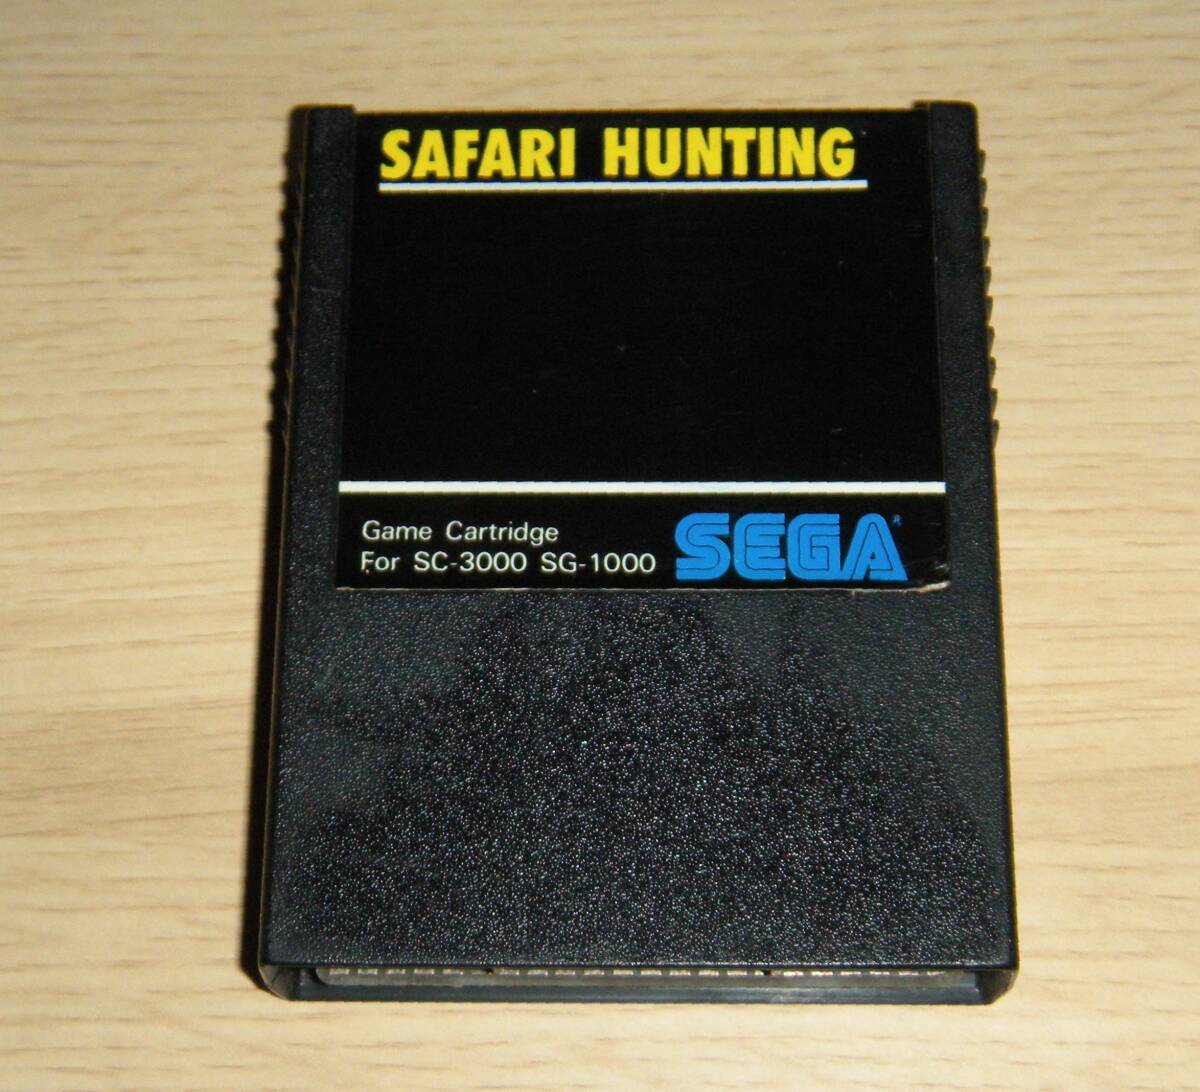 SAFARI HUNTING
Game Cartridge
For SC-3000 SG-1000
SEGA®